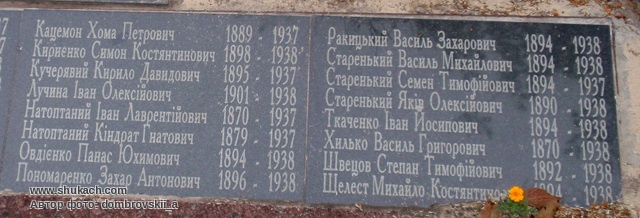 Кацемон Хома Петрович 1889 - 1937
Кириенко Симон Костянтинович 1898 - 1938
Кучерявий Кирило Давидович 1895 - 1937
Лучина Іван Олексійович 1901 - 1938
Натоптаний Іван Лаврентійович 1870 - 1937
Натоптаний Кіндрат Гнатович 1879 - 1937
Овдієнко Панас Юхимович 1894 - 1938
Пономаренко Захар Антонович 1896 - 1938
Ракицький Василь Захарович 1894 - 1938
Старенький Василь Михайлович 1894 - 1938
Старенький Семен Тимофійович 1894 - 1937
Старенький Яків Олексійович 1890 - 1938
Ткаченко Іван Йосипович 1894 - 1938
Хилько Василь Григорович 1870 - 1938
Швецов Степан Тимофійович 1892 - 1938
Щелест Михайло Костянтинович 1894 - 1938
www.shukach.com
Автор фото: dombrovskir_a